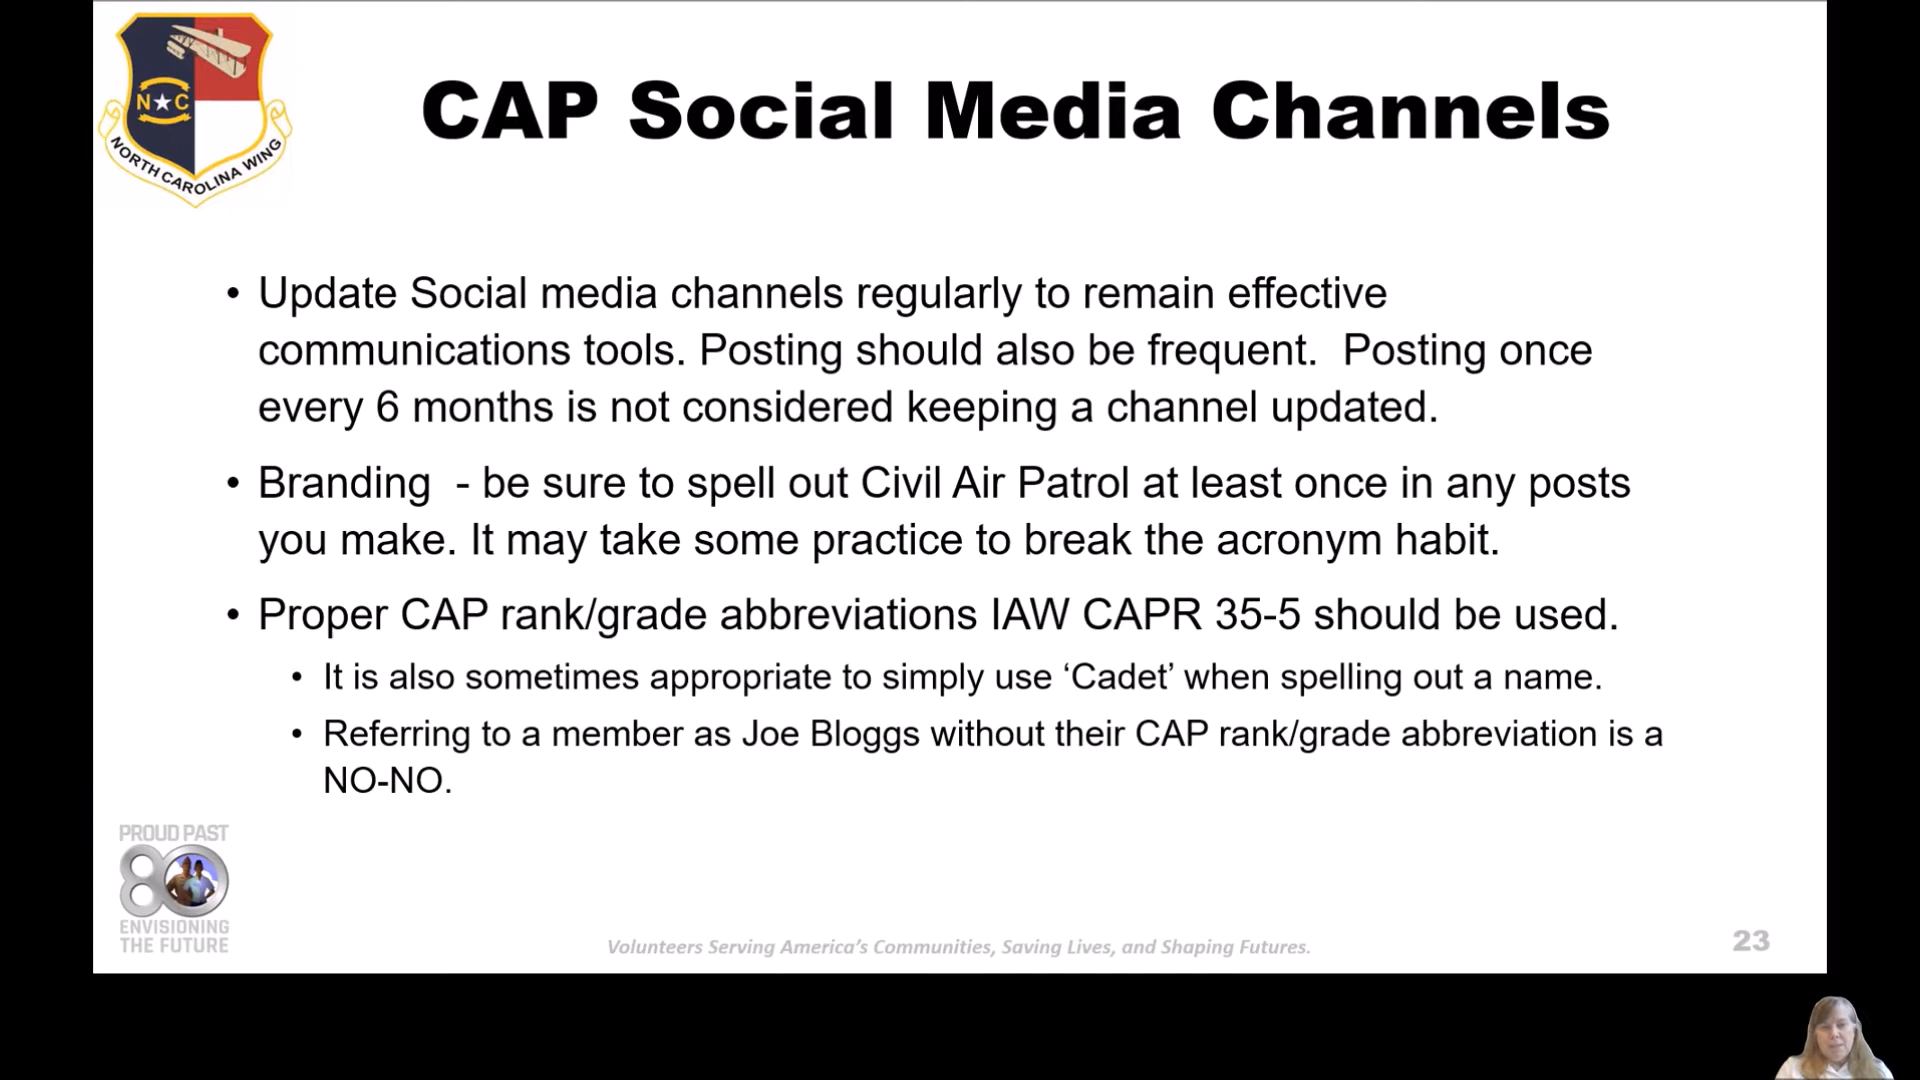 N C
NORTH CAROLINA WING
CAP Social Media Channels
• Update Social media channels regularly to remain effective
communications tools. Posting should also be frequent.  Posting once
every 6 months is not considered keeping a channel updated.
• Branding  - be sure to spell out Civil Air Patrol at least once in any posts
you make. It may take some practice to break the acronym habit.
• Proper CAP rank/grade abbreviations IAW CAPR 35-5 should be used.
• It is also sometimes appropriate to simply use ‘Cadet’ when spelling out a name.
• Referring to a member as Joe Bloggs without their CAP rank/grade abbreviation is a
NO-NO.
PROUD PAST
80
ENVISIONING
THE FUTURE
Volunteers Serving America’s Communities, Saving Lives, and Shaping Futures.
23